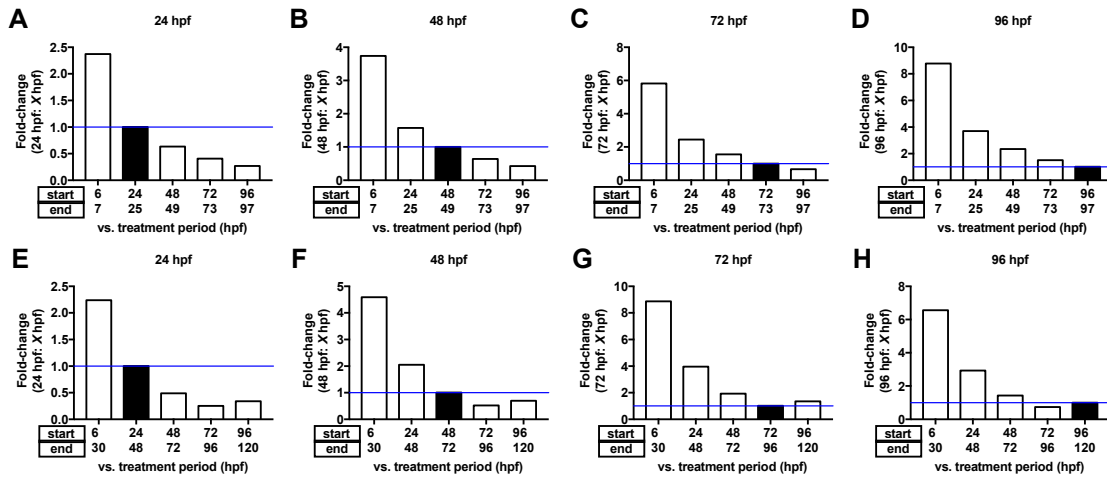 A
24 hpf
Fold-change
(24 hpf: X hpf)
2.5
2.0
1.5
1.0
0.5
0.0
start 6 24 48 72 96
end 7 25 49 73 97
vs. treatment period (hpf)
B
48 hpf
Fold-change
(48 hpf: X hpf)
4
3
2
1
0
start 6 24 48 72 96
end 7 25 49 73 97
vs. treatment period (hpf)
C
72 hpf
Fold-change
(72 hpf: X hpf)
8
6
4
2
0
start 6 24 48 72 96
end 7 25 49 73 97
vs. treatment period (hpf)
D
96 hpf
Fold-change
(96 hpf: X hpf)
10
8
6
4
2
0
start 6 24 48 72 96
end 7 25 49 73 97
vs. treatment period (hpf)
E
24 hpf
Fold-change
(24 hpf: X hpf)
2.5
2.0
1.5
1.0
0.5
0.0
start 6 24 48 72 96
end 30 48 72 96 120
vs. treatment period (hpf)
F
48 hpf
Fold-change
(48 hpf: X hpf)
5
4
3
2
1
0
start 6 24 48 72 96
end 30 48 72 96 120
vs. treatment period (hpf)
G
72 hpf
Fold-change
(72 hpf: X hpf)
10
8
6
4
2
0
start 6 24 48 72 96
end 30 48 72 96 120
vs. treatment period (hpf)
H
96 hpf
Fold-change
(96 hpf: X hpf)
8
6
4
2
0
start 6 24 48 72 96
end 30 48 72 96 120
vs. treatment period (hpf)